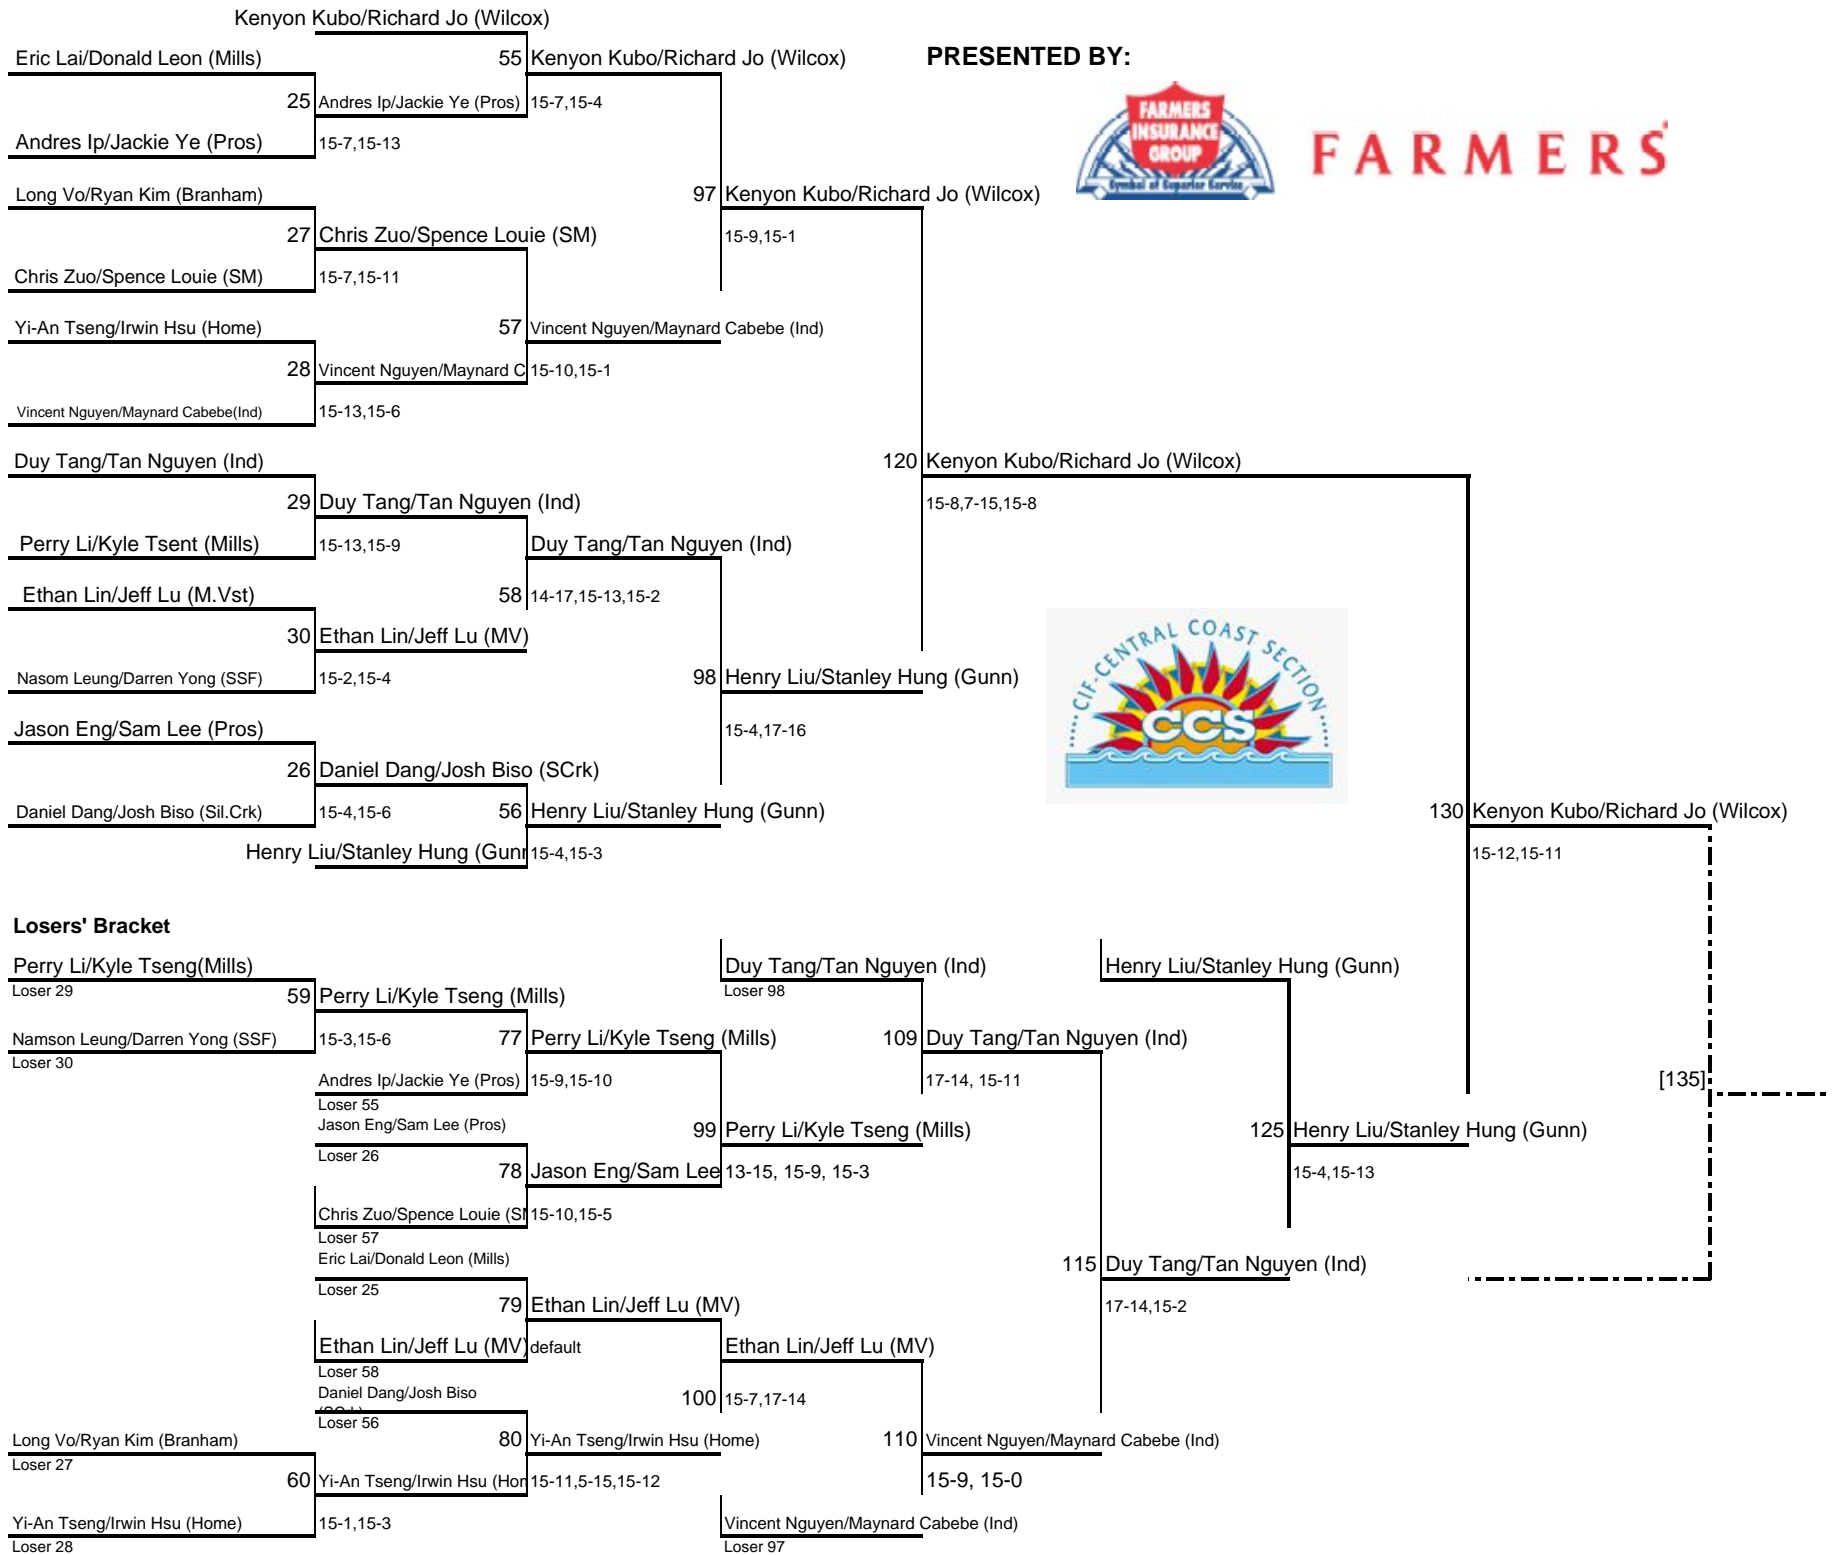 Kenyon Kubo/Richard Jo (Wilcox)
Eric Lai/Donald Leon (Mills)
55 Kenyon Kubo/Richard Jo (Wilcox)
PRESENTED BY:
25 Andres Ip/Jackie Ye (Pros) 15-7,15-4
Andres Ip/Jackie Ye (Pros) 15-7,15-13
FARMERS
INSURANCE
GROUP
Symbol of Superior Service
FARMERS
Long Vo/Ryan Kim (Branham)
97 Kenyon Kubo/Richard Jo (Wilcox)
27 Chris Zuo/Spence Louie (SM)
15-9,15-1
Chris Zuo/Spence Louie (SM) 15-7,15-11
Yi-An Tseng/Irwin Hsu (Home)
57 Vincent Nguyen/Maynard Cabebe (Ind)
28 Vincent Nguyen/Maynard C 15-10,15-1
Vincent Nguyen/Maynard Cabebe(Ind) 15-13,15-6
Duy Tang/Tan Nguyen (Ind)
120 Kenyon Kubo/Richard Jo (Wilcox)
29 Duy Tang/Tan Nguyen (Ind)
15-8,7-15,15-8
Perry Li/Kyle Tsent (Mills) 15-13,15-9
Duy Tang/Tan Nguyen (Ind)
Ethan Lin/Jeff Lu (M.Vst)
58 14-17,15-13,15-2
30 Ethan Lin/Jeff Lu (MV)
CIF-CENTRAL COAST SECTION
CCS
Nasom Leung/Darren Yong (SSF) 15-2,15-4
98 Henry Liu/Stanley Hung (Gunn)
Jason Eng/Sam Lee (Pros)
15-4,17-16
26 Daniel Dang/Josh Biso (SCrk)
Daniel Dang/Josh Biso (Sil.Crk) 15-4,15-6
56 Henry Liu/Stanley Hung (Gunn)
130 Kenyon Kubo/Richard Jo (Wilcox)
Henry Liu/Stanley Hung (Gunn 15-4,15-3
15-12,15-11
Losers' Bracket
Perry Li/Kyle Tseng(Mills)
Duy Tang/Tan Nguyen (Ind)
Henry Liu/Stanley Hung (Gunn)
Loser 29
59 Perry Li/Kyle Tseng (Mills)
Loser 98
Namson Leung/Darren Yong (SSF) 15-3,15-6
77 Perry Li/Kyle Tseng (Mills)
109 Duy Tang/Tan Nguyen (Ind)
Loser 30
Andres Ip/Jackie Ye (Pros) 15-9,15-10
17-14, 15-11
[135]
Loser 55
Jason Eng/Sam Lee (Pros)
99 Perry Li/Kyle Tseng (Mills)
125 Henry Liu/Stanley Hung (Gunn)
Loser 26
78 Jason Eng/Sam Lee 13-15, 15-9, 15-3
15-4,15-13
Chris Zuo/Spence Louie (SM 15-10,15-5
Loser 57
Eric Lai/Donald Leon (Mills)
115 Duy Tang/Tan Nguyen (Ind)
Loser 25
79 Ethan Lin/Jeff Lu (MV)
17-14,15-2
Ethan Lin/Jeff Lu (MV) default
Ethan Lin/Jeff Lu (MV)
Loser 58
Daniel Dang/Josh Biso
100 15-7,17-14
Loser 56
Long Vo/Ryan Kim (Branham)
80 Yi-An Tseng/Irwin Hsu (Home)
110 Vincent Nguyen/Maynard Cabebe (Ind)
Loser 27
60 Yi-An Tseng/Irwin Hsu (Hom 15-11,5-15,15-12
15-9, 15-0
Yi-An Tseng/Irwin Hsu (Home) 15-1,15-3
Vincent Nguyen/Maynard Cabebe (Ind)
Loser 28
Loser 97